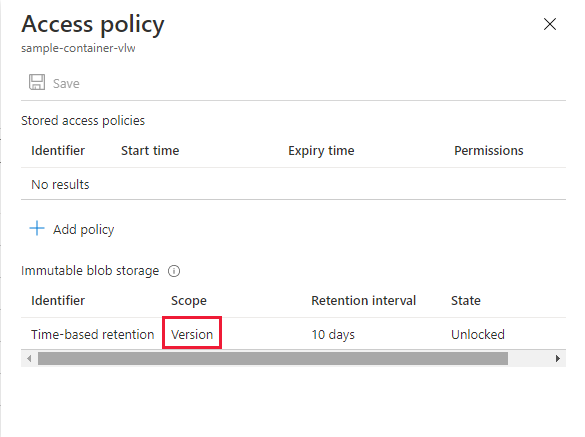 Access policy
sample-container-vlw
Save
Stored access policies
Identifier Start time Expiry time Permissions
No results
Add policy
Immutable blob storage
Identifier Scope Retention interval State
Time-based retention Version 10 days Unlocked